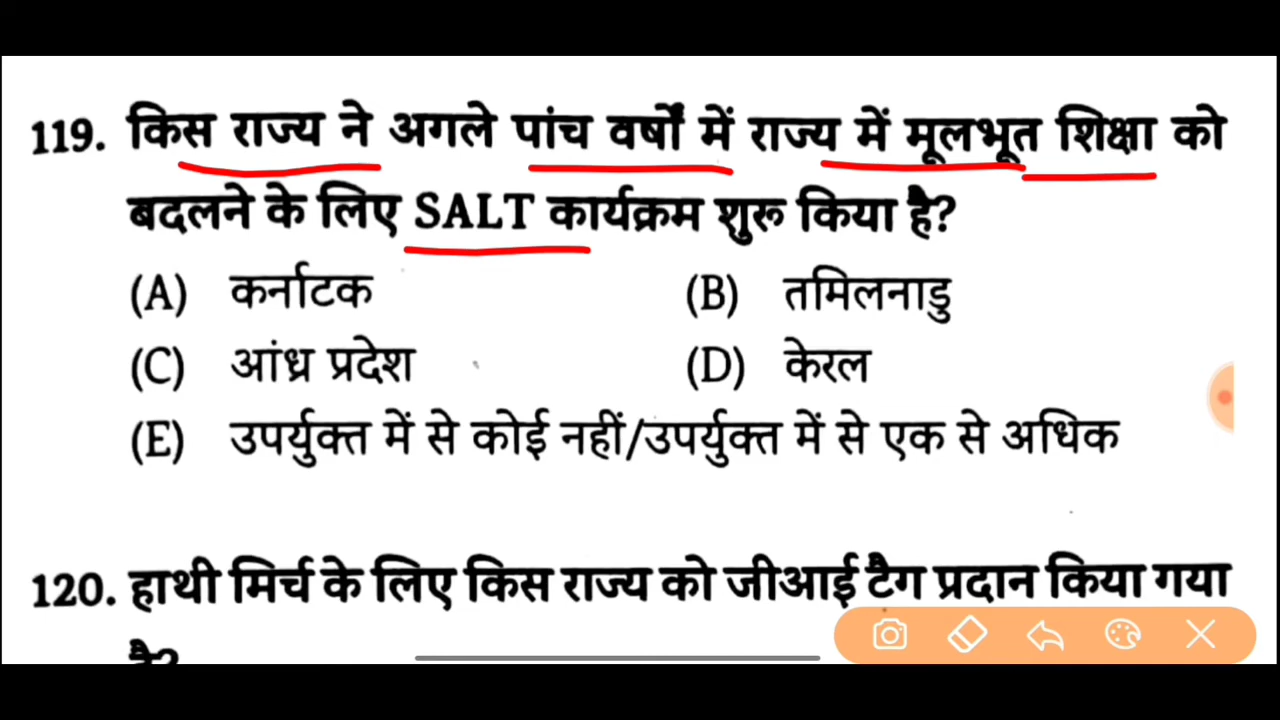 119. किस राज्य ने अगले पांच वर्षों में राज्य में मूलभूत शिक्षा को
बदलने के लिए SALT कार्यक्रम शुरू किया है?
(A) कर्नाटक (B) तमिलनाडु
(C) आंध्र प्रदेश (D) केरल
(E) उपर्युक्त में से कोई नहीं/उपर्युक्त में से एक से अधिक
120. हाथी मिर्च के लिए किस राज्य को जीआई टैग प्रदान किया गया